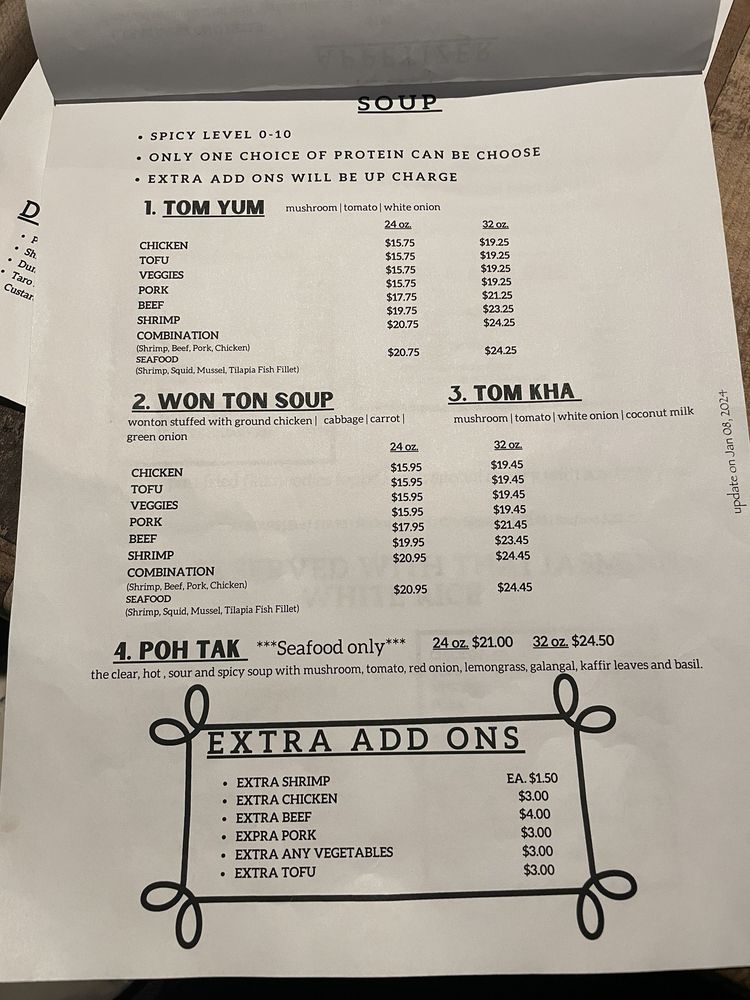 SOUP
• SPICY LEVEL 0-10
• ONLY ONE CHOICE OF PROTEIN CAN BE CHOOSE
• EXTRA ADD ONS WILL BE UP CHARGE
1. TOM YUM mushroom | tomato | white onion
24 oz. 32 oz.
CHICKEN $15.75 $19.25
TOFU $15.75 $19.25
VEGGIES $15.75 $19.25
PORK $15.75 $19.25
BEEF $17.75 $21.25
SHRIMP $19.75 $23.25
COMBINATION $20.75 $24.25
(Shrimp, Beef, Pork, Chicken)
SEAFOOD $20.75 $24.25
(Shrimp, Squid, Mussel, Tilapia Fish Fillet)
2. WON TON SOUP
wonton stuffed with ground chicken | cabbage | carrot |
green onion
3. TOM KHA
mushroom | tomato | white onion | coconut milk
24 oz. 32 oz.
CHICKEN $15.95 $19.45
TOFU $15.95 $19.45
VEGGIES $15.95 $19.45
PORK $15.95 $19.45
BEEF $17.95 $21.45
SHRIMP $19.95 $23.45
COMBINATION $20.95 $24.45
(Shrimp, Beef, Pork, Chicken)
SEAFOOD $20.95 $24.45
(Shrimp, Squid, Mussel, Tilapia Fish Fillet)
4. POH TAK ***Seafood only*** 24 oz. $21.00 32 oz. $24.50
the clear, hot , sour and spicy soup with mushroom, tomato, red onion, lemongrass, galangal, kaffir leaves and basil.
EXTRA ADD ONS
• EXTRA SHRIMP EA. $1.50
• EXTRA CHICKEN $3.00
• EXTRA BEEF $4.00
• EXPRA PORK $3.00
• EXTRA ANY VEGETABLES $3.00
• EXTRA TOFU $3.00
update on Jan 08, 2024
D
• P
• Sh
• Dur
• Taro
Custar